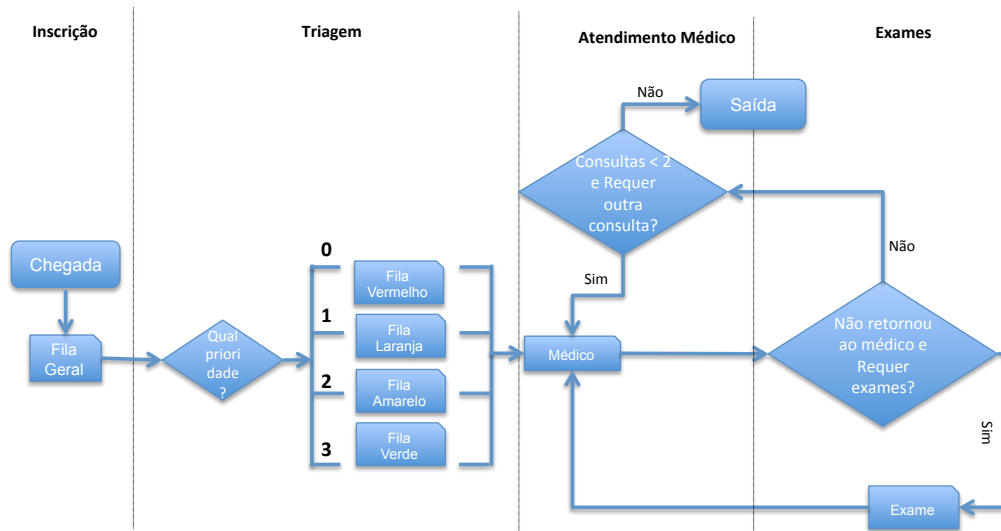 Inscrição
Triagem
Atendimento Médico
Exames
Não
Saída
Consultas < 2
e Requer
outra
consulta?
Não
Sim
Chegada
Fila
Geral
Qual
priori
dade
?
0
Fila
Vermelho
1
Fila
Laranja
2
Fila
Amarelo
3
Fila
Verde
Médico
Não retornou
ao médico e
Requer
exames?
Sim
Exame